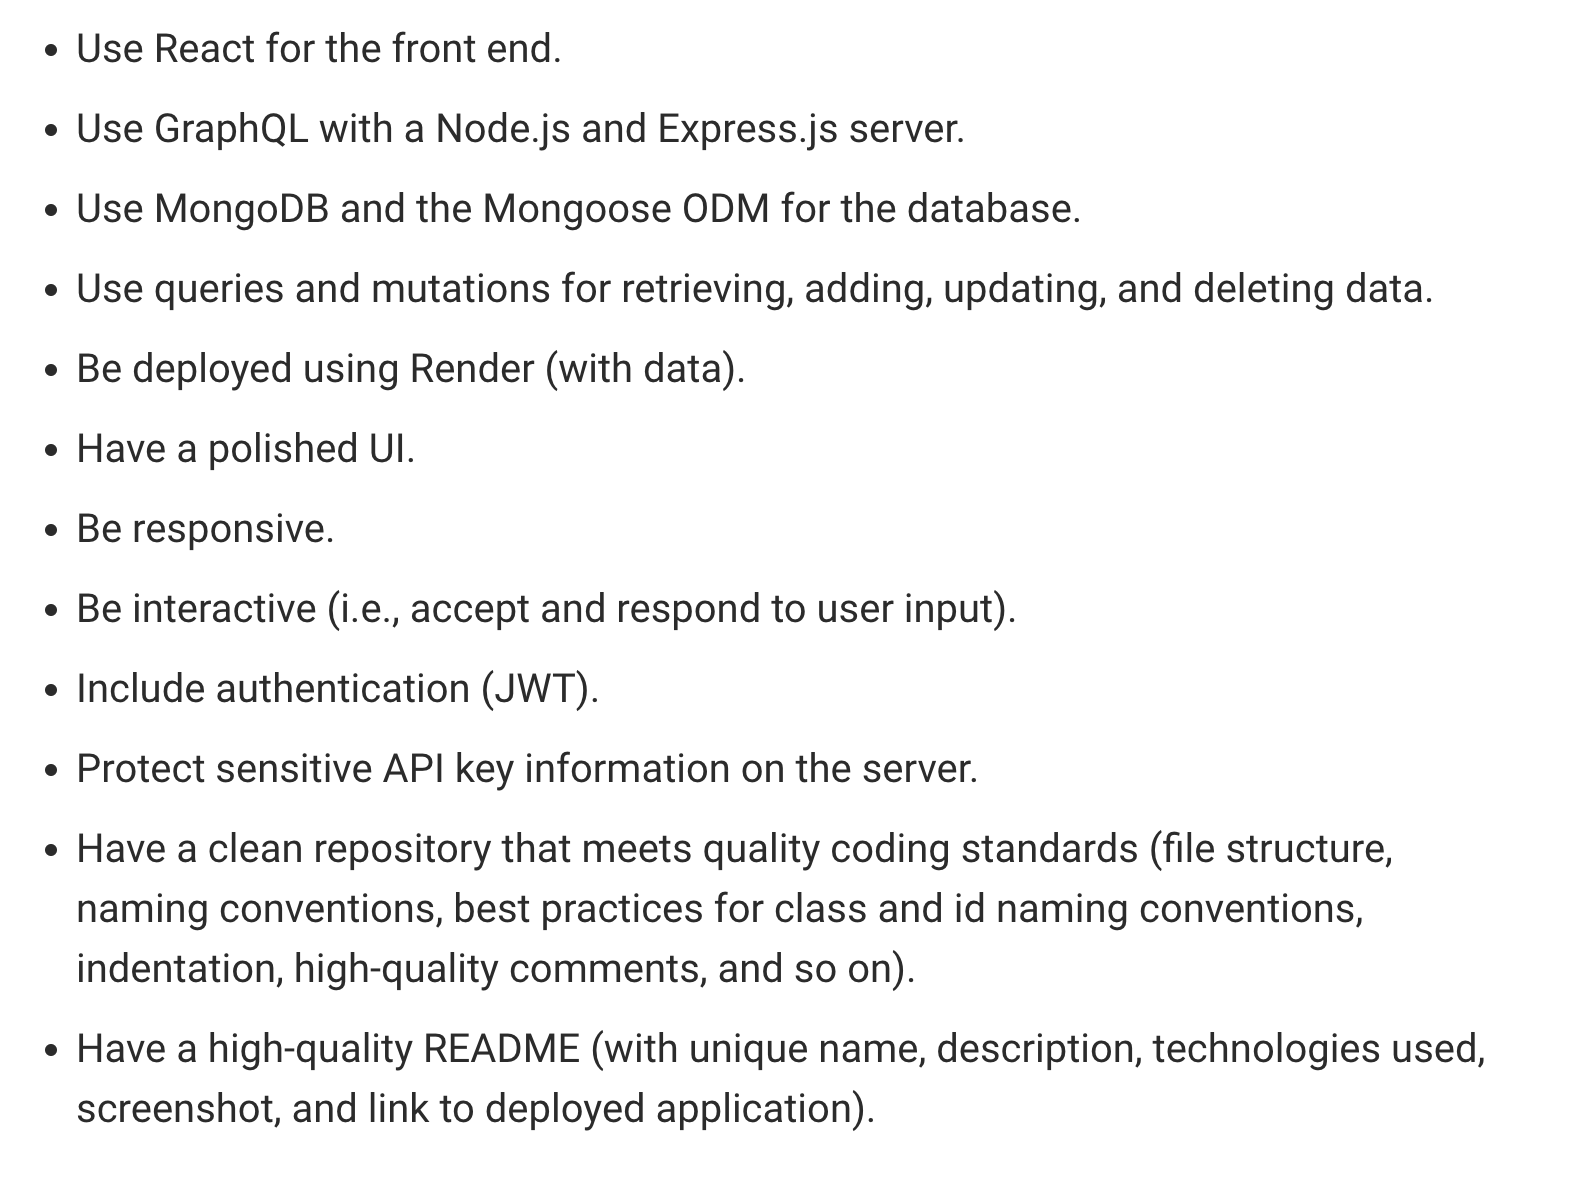 • Use React for the front end.
• Use GraphQL with a Node.js and Express.js server.
• Use MongoDB and the Mongoose ODM for the database.
• Use queries and mutations for retrieving, adding, updating, and deleting data.
• Be deployed using Render (with data).
• Have a polished UI.
• Be responsive.
• Be interactive (i.e., accept and respond to user input).
• Include authentication (JWT).
• Protect sensitive API key information on the server.
• Have a clean repository that meets quality coding standards (file structure,
naming conventions, best practices for class and id naming conventions,
indentation, high-quality comments, and so on).
• Have a high-quality README (with unique name, description, technologies used,
screenshot, and link to deployed application).